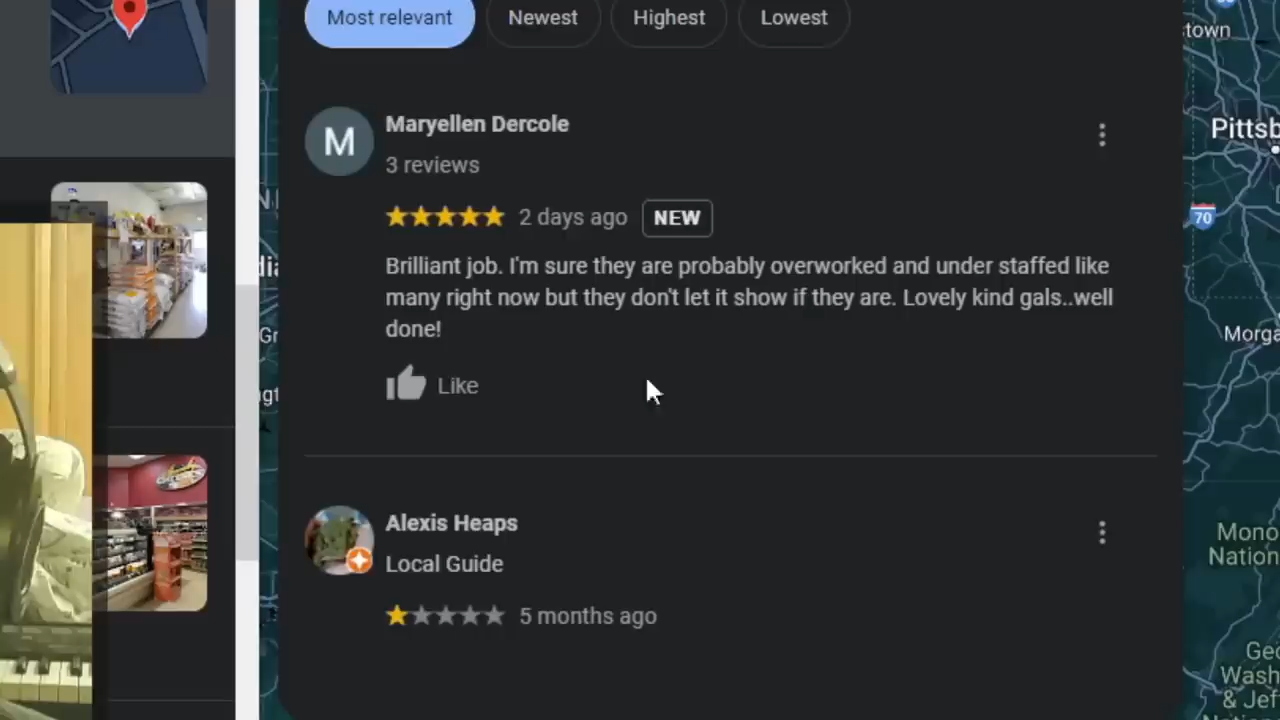 Most relevant
Newest
Highest
Lowest
Maryellen Dercole
M
3 reviews
2 days ago
NEW
Brilliant job. I'm sure they are probably overworked and under staffed like
many right now but they don't let it show if they are. Lovely kind gals..well
done!
Like
Alexis Heaps
Local Guide
5 months ago
town
Pittsb
70
Morga
Mono
Nation
Geo
Wash
& Jef